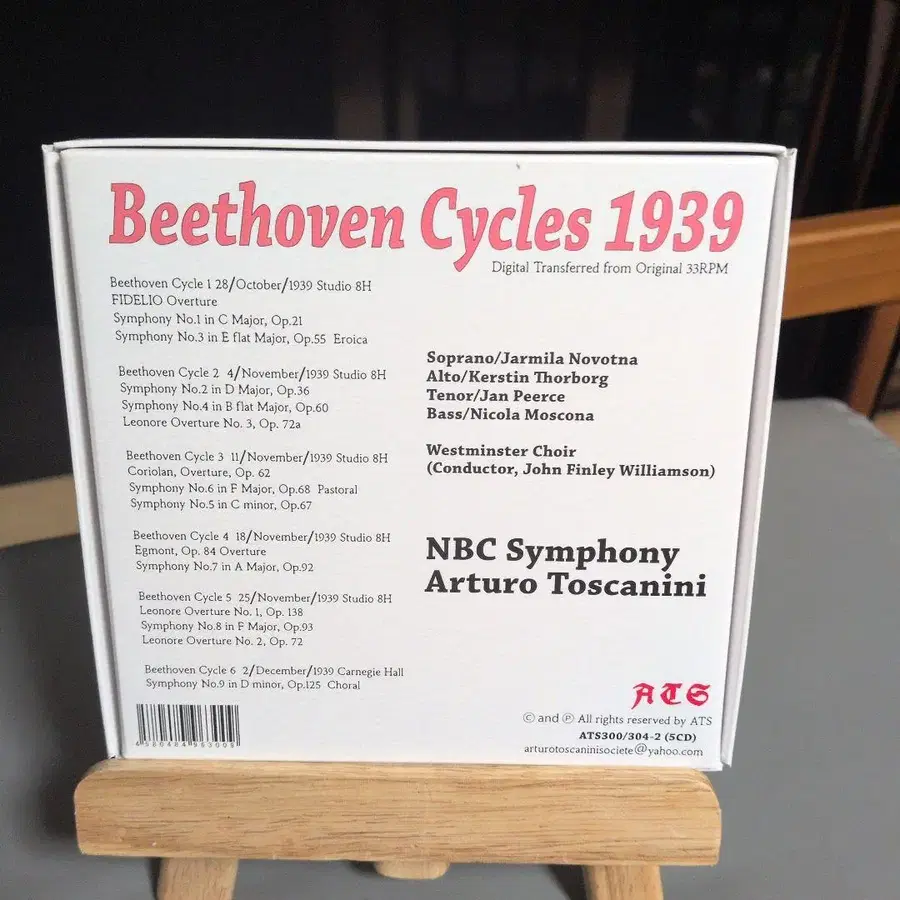 Beethoven Cycles 1939
Digital Transferred from Original 33RPM
Beethoven Cycle 1 28/October/1939 Studio 8H
FIDELIO Overture
Symphony No.1 in C Major, Op.21
Symphony No.3 in E flat Major, Op.55 Eroica
Beethoven Cycle 2 4/November/1939 Studio 8H
Symphony No.2 in D Major, Op.36
Symphony No.4 in B flat Major, Op.60
Leonore Overture No. 3, Op. 72a
Beethoven Cycle 3 11/November/1939 Studio 8H
Coriolan, Overture, Op. 62
Symphony No.6 in F Major, Op.68 Pastoral
Symphony No.5 in C minor, Op.67
Beethoven Cycle 4 18/November/1939 Studio 8H
Egmont, Op. 84 Overture
Symphony No.7 in A Major, Op.92
Beethoven Cycle 5 25/November/1939 Studio 8H
Leonore Overture No. 1, Op. 138
Symphony No.8 in F Major, Op.93
Leonore Overture No. 2, Op. 72
Beethoven Cycle 6 2/December/1939 Carnegie Hall
Symphony No.9 in D minor, Op.125 Choral
Soprano/Jarmila Novotna
Alto/Kerstin Thorborg
Tenor/Jan Peerce
Bass/Nicola Moscona
Westminster Choir
(Conductor, John Finley Williamson)
NBC Symphony
Arturo Toscanini
ATS
© and ℗ All rights reserved by ATS
ATS300/304-2 (5CD)
arturotoscaninisociete@yahoo.com